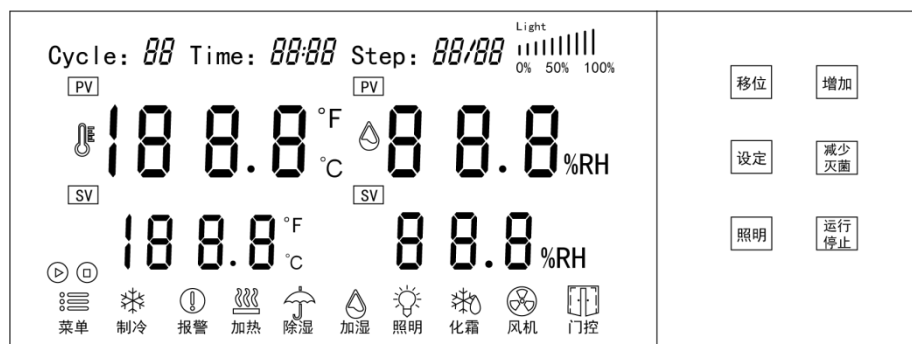 Light
Cycle: 88 Time: 88:88 Step: 88/88
0% 50% 100%
PV PV
188.8 °F °C 88.8 %RH
SV SV
188.8 °F °C 88.8 %RH
菜单 制冷 报警 加热 除湿 加湿 照明 化霜 风机 门控
移位 增加
设定 减少
灭菌
照明 运行
停止